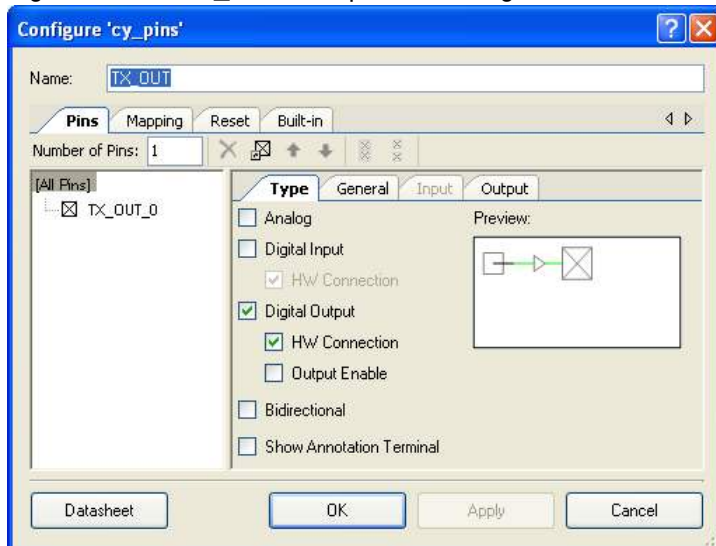 Configure 'cy_pins'
Name: TX_OUT
Pins Mapping Reset Built-in
Number of Pins: 1
[All Pins]
TX_OUT_0
Type General Input Output
Analog
Preview:
Digital Input
HW Connection
Digital Output
HW Connection
Output Enable
Bidirectional
Show Annotation Terminal
Datasheet OK Apply Cancel